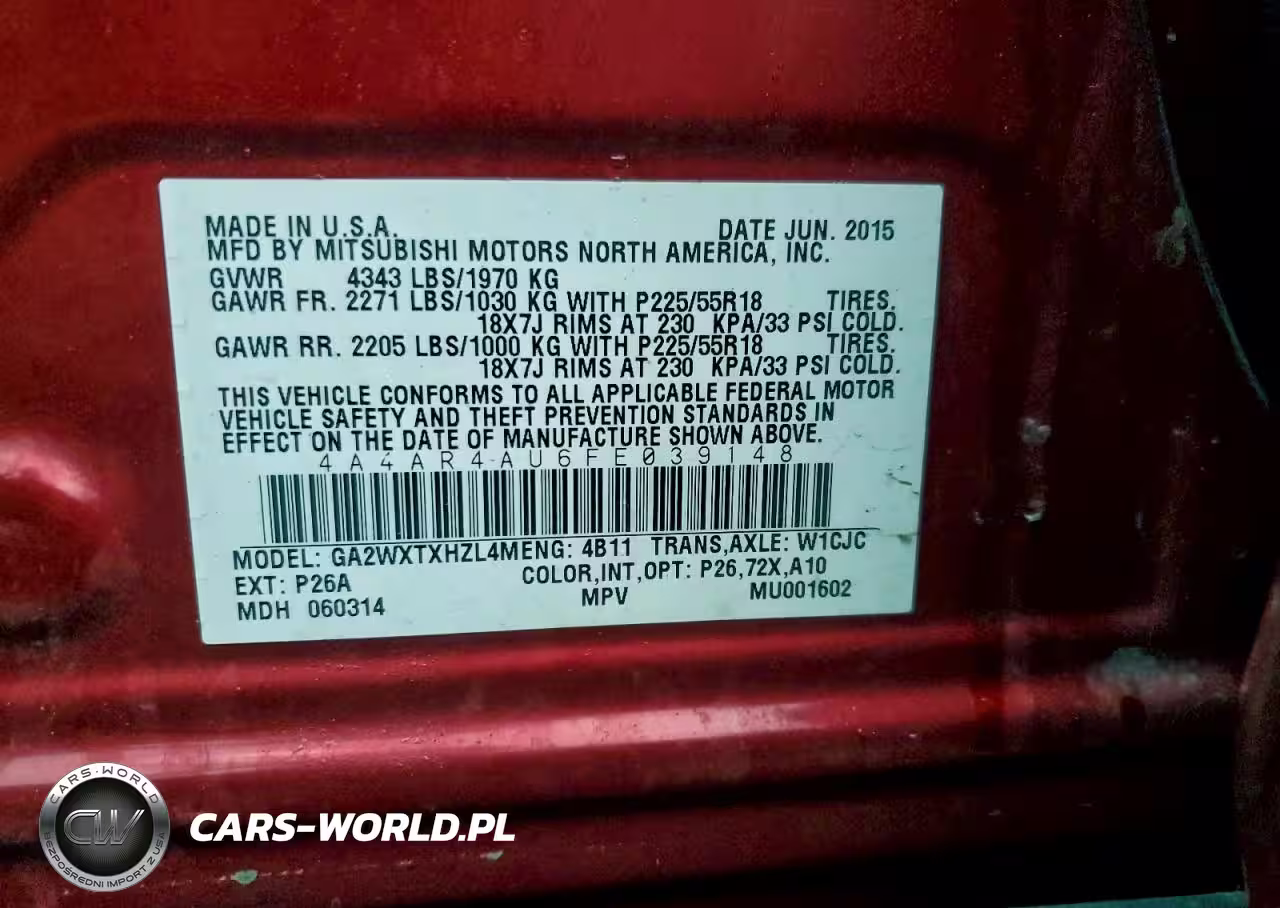 MADE IN U.S.A. DATE JUN. 2015
MFD BY MITSUBISHI MOTORS NORTH AMERICA, INC.
GVWR 4343 LBS/1970 KG
GAWR FR. 2271 LBS/1030 KG WITH P225/55R18 TIRES.
18X7J RIMS AT 230 KPA/33 PSI COLD.
GAWR RR. 2205 LBS/1000 KG WITH P225/55R18 TIRES.
18X7J RIMS AT 230 KPA/33 PSI COLD.
THIS VEHICLE CONFORMS TO ALL APPLICABLE FEDERAL MOTOR
VEHICLE SAFETY AND THEFT PREVENTION STANDARDS IN
EFFECT ON THE DATE OF MANUFACTURE SHOWN ABOVE.
4A4AR4AU6FE039148
MODEL: GA2WXTXHZL4MENG: 4B11 TRANS,AXLE: W1CJC
EXT: P26A COLOR,INT,OPT: P26,72X,A10
MDH 060314 MPV MU001602
CARS-WORLD
CW
BEZPOŚREDNI IMPORT Z USA
CARS-WORLD.PL